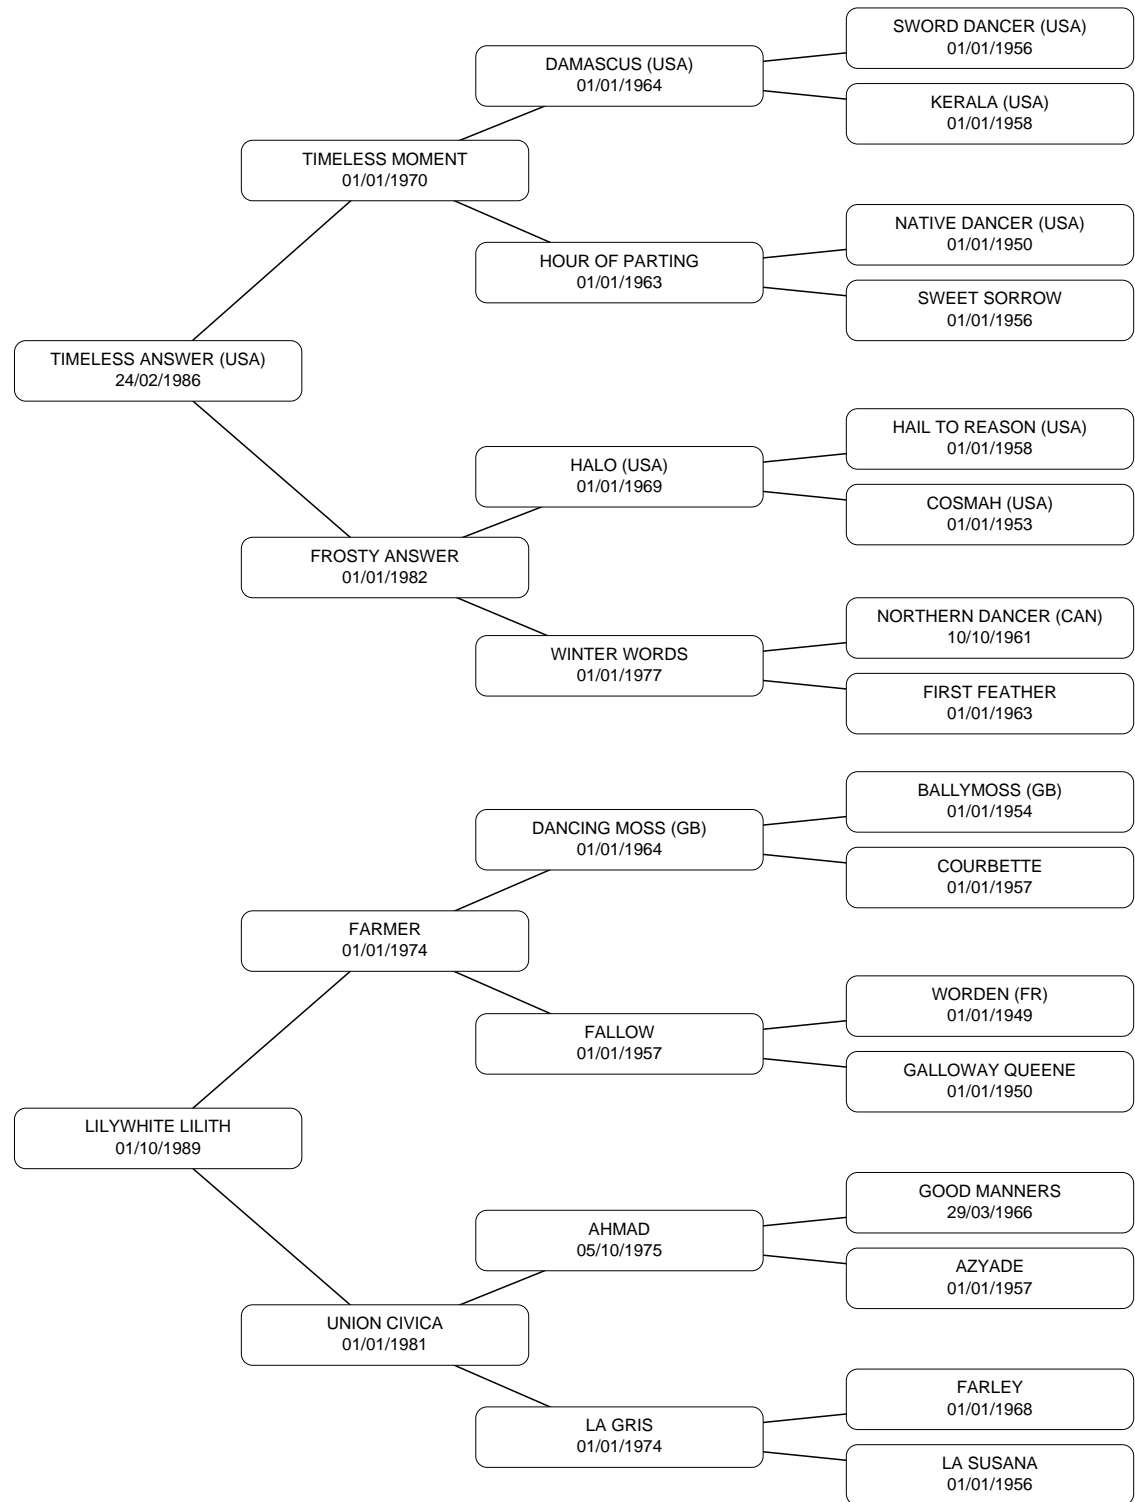 SWORD DANCER (USA)
01/01/1956
DAMASCUS (USA)
01/01/1964
KERALA (USA)
01/01/1958
TIMELESS MOMENT
01/01/1970
NATIVE DANCER (USA)
01/01/1950
HOUR OF PARTING
01/01/1963
SWEET SORROW
01/01/1956
TIMELESS ANSWER (USA)
24/02/1986
HAIL TO REASON (USA)
01/01/1958
HALO (USA)
01/01/1969
COSMAH (USA)
01/01/1953
FROSTY ANSWER
01/01/1982
NORTHERN DANCER (CAN)
10/10/1961
WINTER WORDS
01/01/1977
FIRST FEATHER
01/01/1963
BALLYMOSS (GB)
01/01/1954
DANCING MOSS (GB)
01/01/1964
COURBETTE
01/01/1957
FARMER
01/01/1974
WORDEN (FR)
01/01/1949
FALLOW
01/01/1957
GALLOWAY QUEENE
01/01/1950
LILYWHITE LILITH
01/10/1989
GOOD MANNERS
29/03/1966
AHMAD
05/10/1975
AZYADE
01/01/1957
UNION CIVICA
01/01/1981
FARLEY
01/01/1968
LA GRIS
01/01/1974
LA SUSANA
01/01/1956